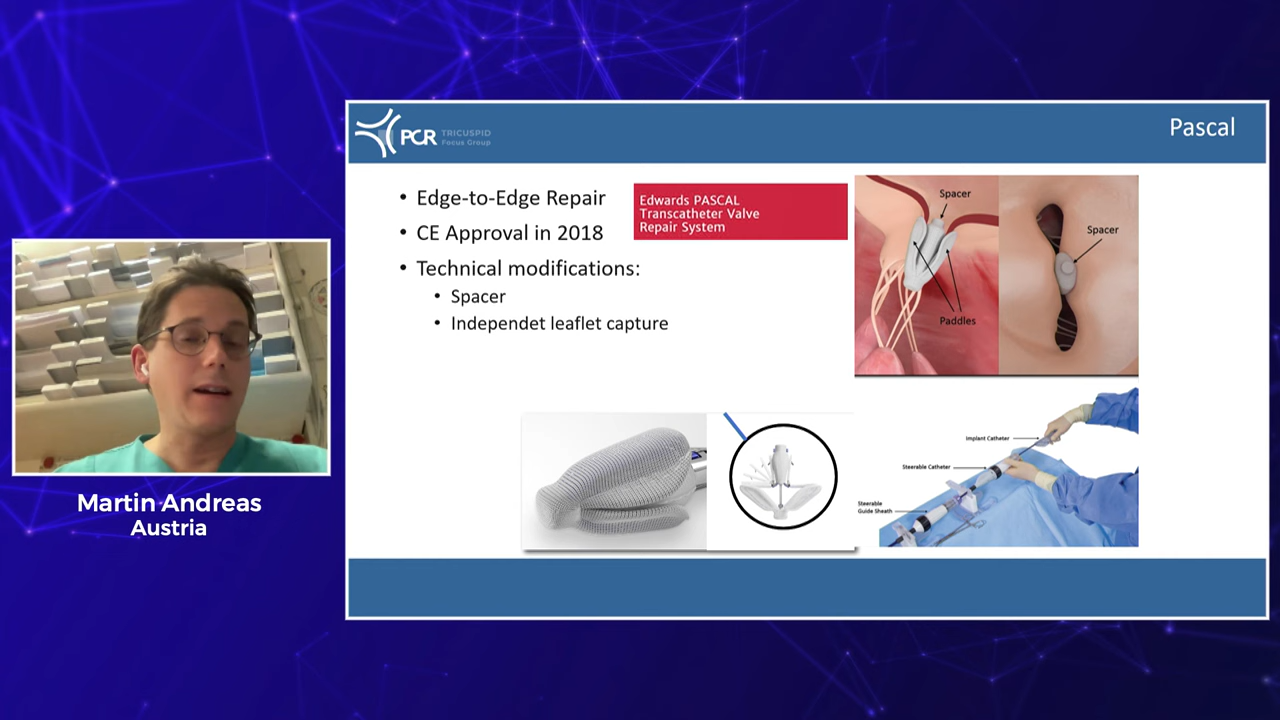 PCR TRICUSPID
Focus Group
Pascal
• Edge-to-Edge Repair
• CE Approval in 2018
• Technical modifications:
• Spacer
• Independet leaflet capture
Edwards PASCAL
Transcatheter Valve
Repair System
Spacer
Paddles
Spacer
Implant Catheter
Steerable Catheter
Steerable
Guide Sheath
Martin Andreas
Austria